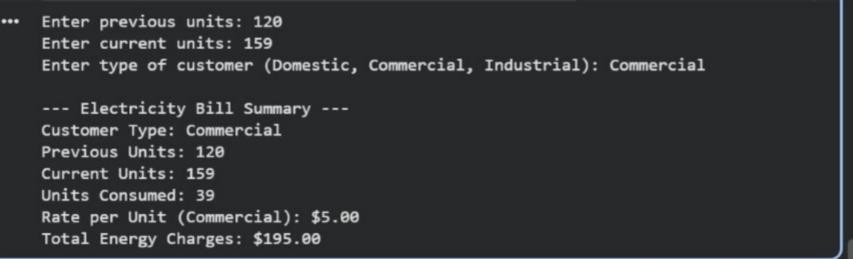 Enter previous units: 120
Enter current units: 159
Enter type of customer (Domestic, Commercial, Industrial): Commercial
--- Electricity Bill Summary ---
Customer Type: Commercial
Previous Units: 120
Current Units: 159
Units Consumed: 39
Rate per Unit (Commercial): $5.00
Total Energy Charges: $195.00